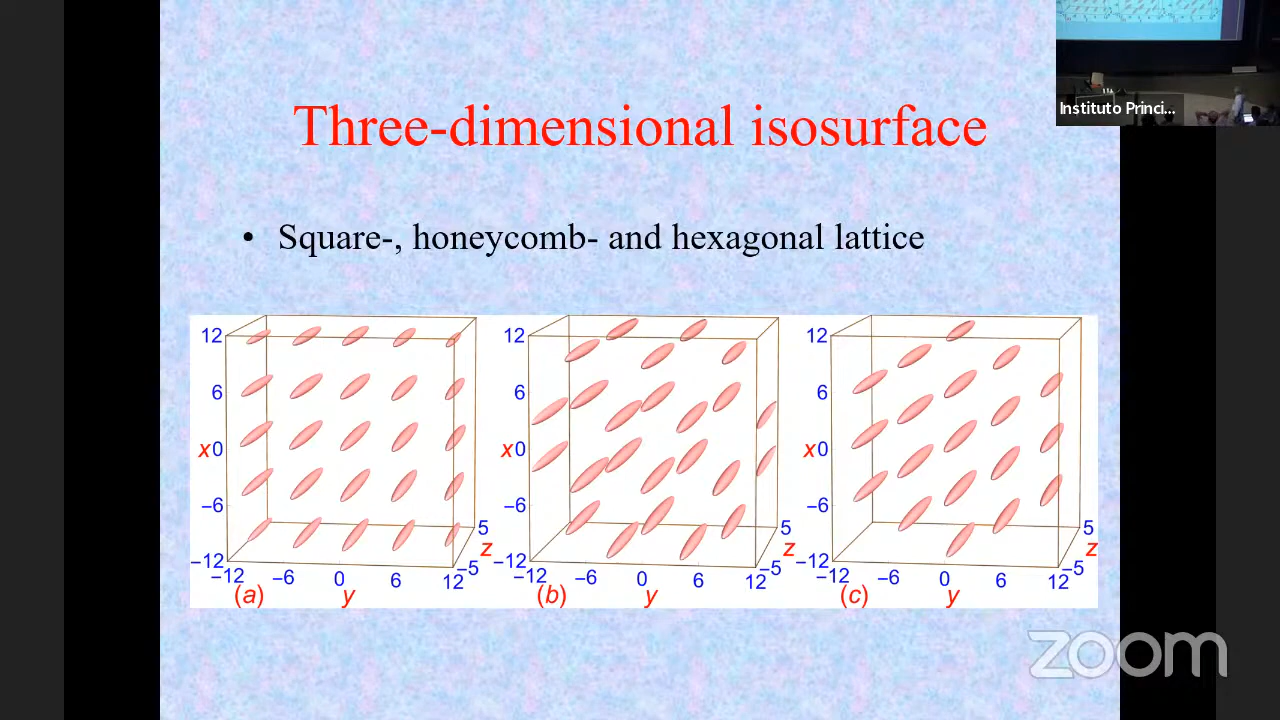 Three-dimensional isosurface
Instituto Princi...
• Square-, honeycomb- and hexagonal lattice
12 6 x 0 −6 −12
−12 −6 0 6 12 −5 5 z
(a) y
12 6 x 0 −6 −12
−12 −6 0 6 12 −5 5 z
(b) y
12 6 x 0 −6 −12
−12 −6 0 6 12 −5 5 z
(c) y
zoom